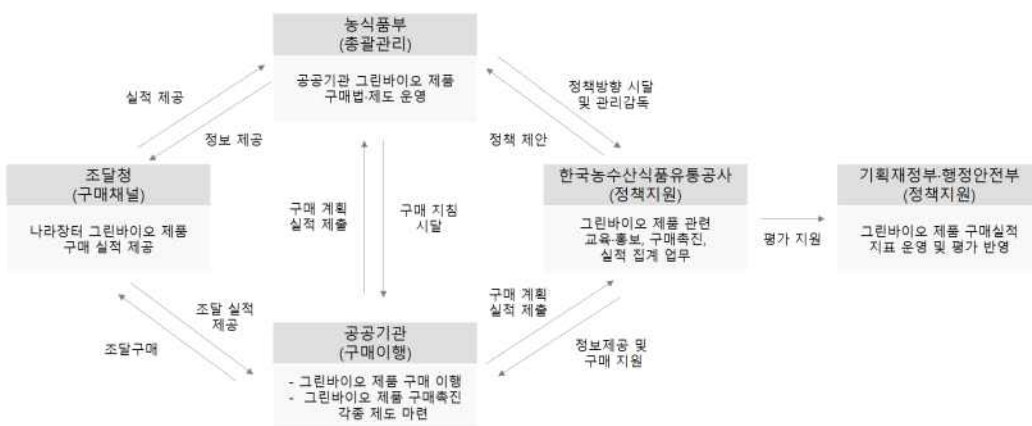 농식품부
(총괄관리)
공공기관 그린바이오 제품
구매법·제도 운영
실적 제공
정보 제공
정책방향 시달
및 관리감독
정책 제안
조달청
(구매채널)
나라장터 그린바이오 제품
구매 실적 제공
구매 계획
실적 제출
구매 지침
시달
한국농수산식품유통공사
(정책지원)
그린바이오 제품 관련
교육·홍보, 구매촉진,
실적 집계 업무
평가 지원
기획재정부·행정안전부
(정책지원)
그린바이오 제품 구매실적
지표 운영 및 평가 반영
조달 실적
제공
조달구매
구매 계획
실적 제출
정보제공 및
구매 지원
공공기관
(구매이행)
- 그린바이오 제품 구매 이행
- 그린바이오 제품 구매촉진
각종 제도 마련